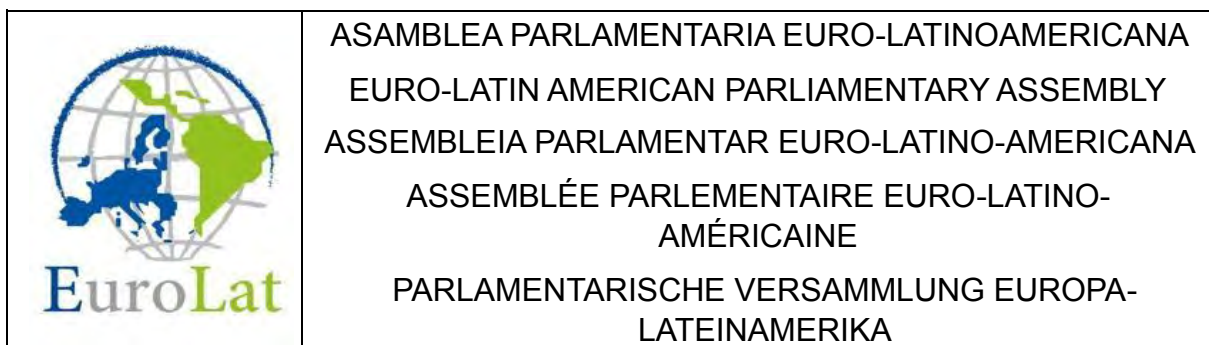 EuroLat
ASAMBLEA PARLAMENTARIA EURO-LATINOAMERICANA
EURO-LATIN AMERICAN PARLIAMENTARY ASSEMBLY
ASSEMBLEIA PARLAMENTAR EURO-LATINO-AMERICANA
ASSEMBLÉE PARLEMENTAIRE EURO-LATINO-
AMÉRICAINE
PARLAMENTARISCHE VERSAMMLUNG EUROPA-
LATEINAMERIKA